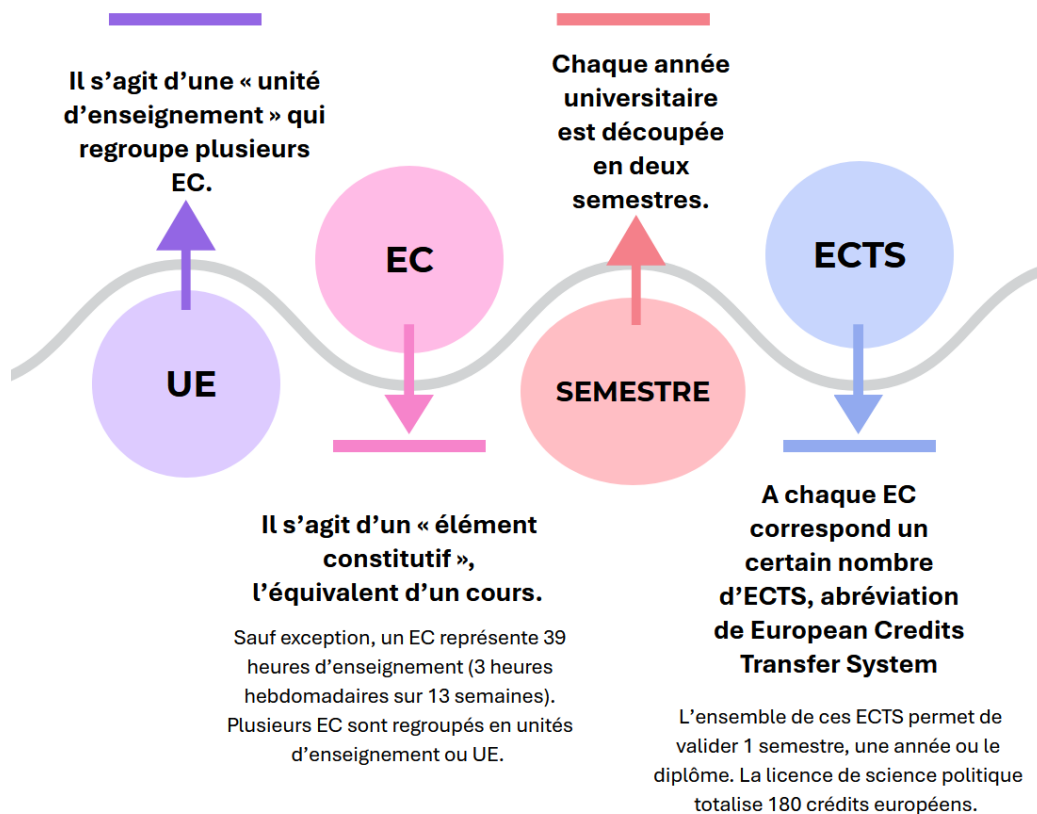 Il s’agit d’une « unité
d’enseignement » qui
regroupe plusieurs
EC.
UE
EC
Il s’agit d’un « élément
constitutif »,
l’équivalent d’un cours.
Sauf exception, un EC représente 39
heures d’enseignement (3 heures
hebdomadaires sur 13 semaines).
Plusieurs EC sont regroupés en unités
d’enseignement ou UE.
Chaque année
universitaire
est découpée
en deux
semestres.
SEMESTRE
ECTS
A chaque EC
correspond un
certain nombre
d’ECTS, abréviation
de European Credits
Transfer System
L’ensemble de ces ECTS permet de
valider 1 semestre, une année ou le
diplôme. La licence de science politique
totalise 180 crédits européens.